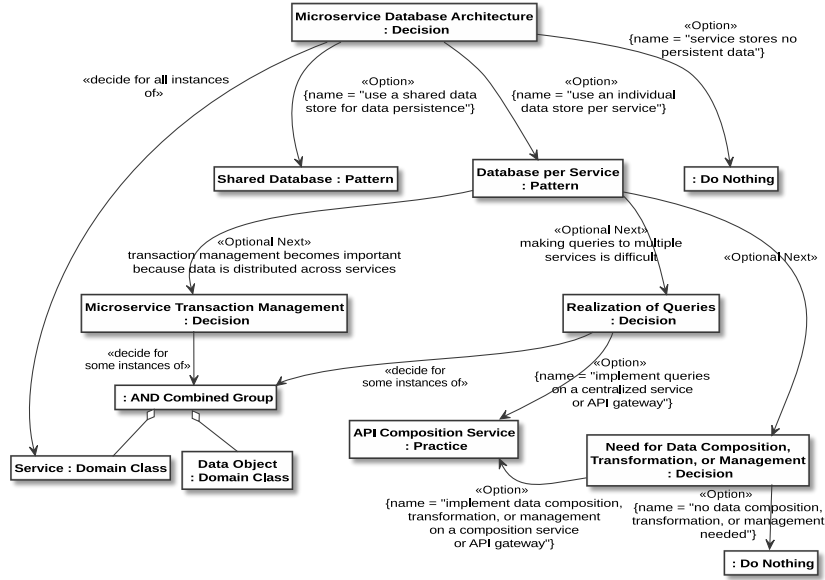 Microservice Database Architecture
: Decision
«Option»
{name = "service stores no
persistent data"}
«decide for all instances
of»
«Option»
{name = "use a shared data
store for data persistence"}
«Option»
{name = "use an individual
data store per service"}
Shared Database : Pattern
Database per Service
: Pattern
: Do Nothing
«Optional Next»
transaction management becomes important
because data is distributed across services
«Optional Next»
making queries to multiple
services is difficult
«Optional Next»
Microservice Transaction Management
: Decision
Realization of Queries
: Decision
«decide for
some instances of»
«decide for
some instances of»
«Option»
{name = "implement queries
on a centralized service
or API gateway"}
: AND Combined Group
API Composition Service
: Practice
Need for Data Composition,
Transformation, or Management
: Decision
Service : Domain Class
Data Object
: Domain Class
«Option»
{name = "implement data composition,
transformation, or management
on a composition service
or API gateway"}
«Option»
{name = "no data composition,
transformation, or management
needed"}
: Do Nothing